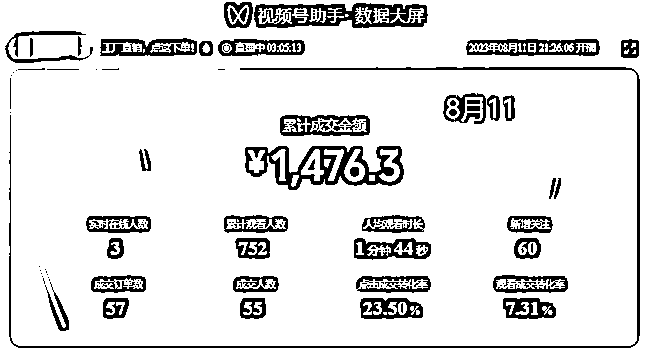 视频号助手·数据大屏
工厂直销，点这下单！ 直播中 03:05:13 2023年08月11日 21:26:06 开播
8月11
累计成交金额
¥1,476.3
实时在线人数 累计观看人数 人均观看时长 新增关注
3 752 1分钟44秒 60
成交订单数 成交人数 点击成交转化率 观看成交转化率
57 55 23.50% 7.31%